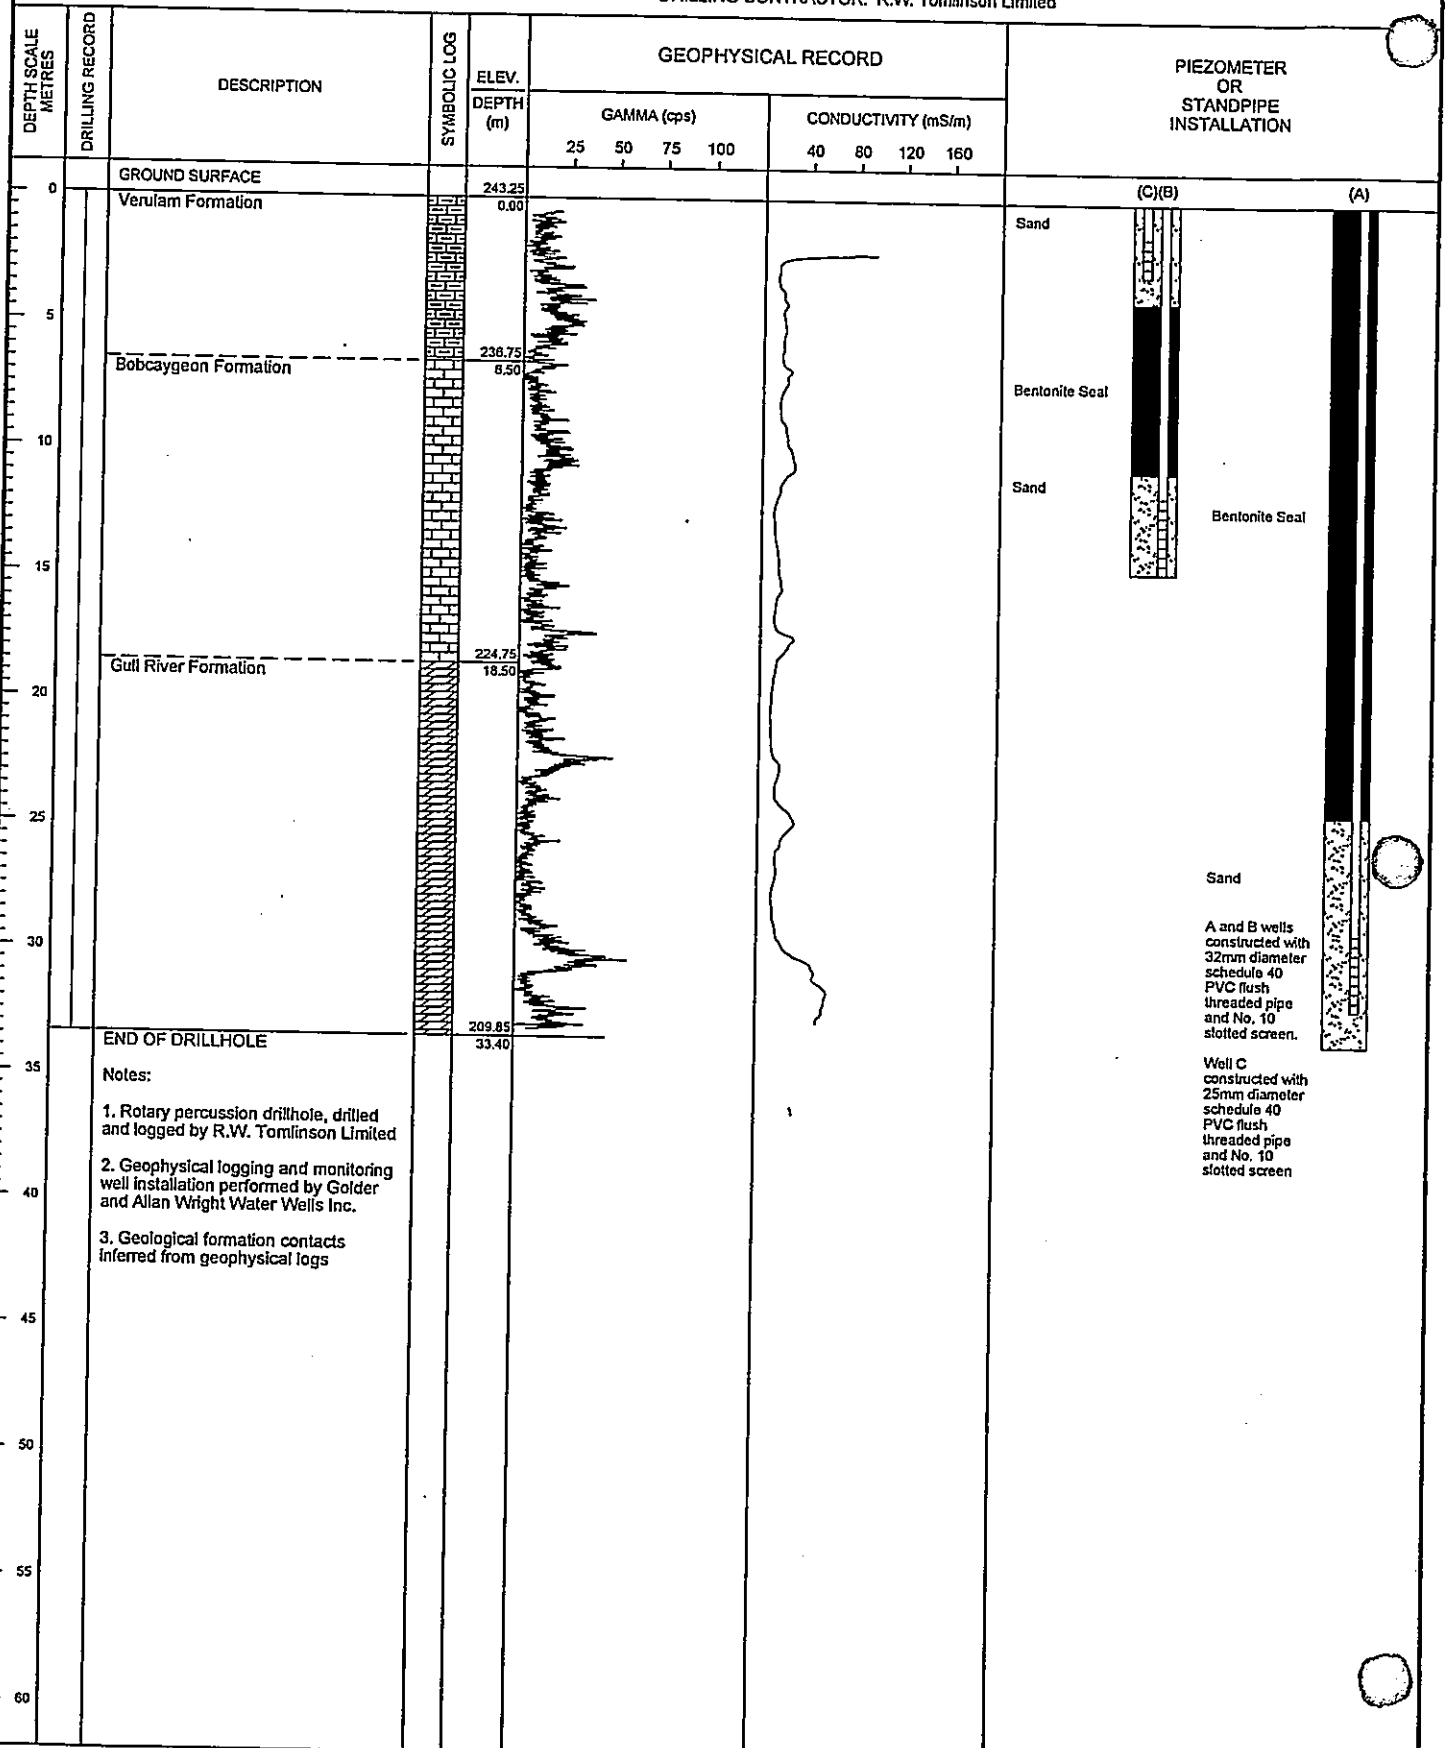 DRILLING CONTRACTOR: R.W. Tomlinson Limited
DEPTH SCALE
METRES
DRILLING RECORD
DESCRIPTION
SYMBOLIC LOG
ELEV.
DEPTH
(m)
GEOPHYSICAL RECORD
GAMMA (cps)
25 50 75 100
CONDUCTIVITY (mS/m)
40 80 120 160
PIEZOMETER
OR
STANDPIPE
INSTALLATION
GROUND SURFACE
(C)(B)
(A)
0
243.25
Verulam Formation
0.00
Sand
5
236.75
Bobcaygeon Formation
6.50
Bentonite Seal
10
Sand
Bentonite Seal
15
224.75
Gull River Formation
18.50
20
25
Sand
A and B wells
constructed with
32mm diameter
schedule 40
PVC flush
threaded pipe
and No. 10
slotted screen.
30
209.85
END OF DRILLHOLE
33.40
35
Well C
constructed with
25mm diameter
schedule 40
PVC flush
threaded pipe
and No. 10
slotted screen
Notes:
1. Rotary percussion drillhole, drilled
and logged by R.W. Tomlinson Limited
2. Geophysical logging and monitoring
well installation performed by Golder
and Allan Wright Water Wells Inc.
40
3. Geological formation contacts
inferred from geophysical logs
45
50
55
60